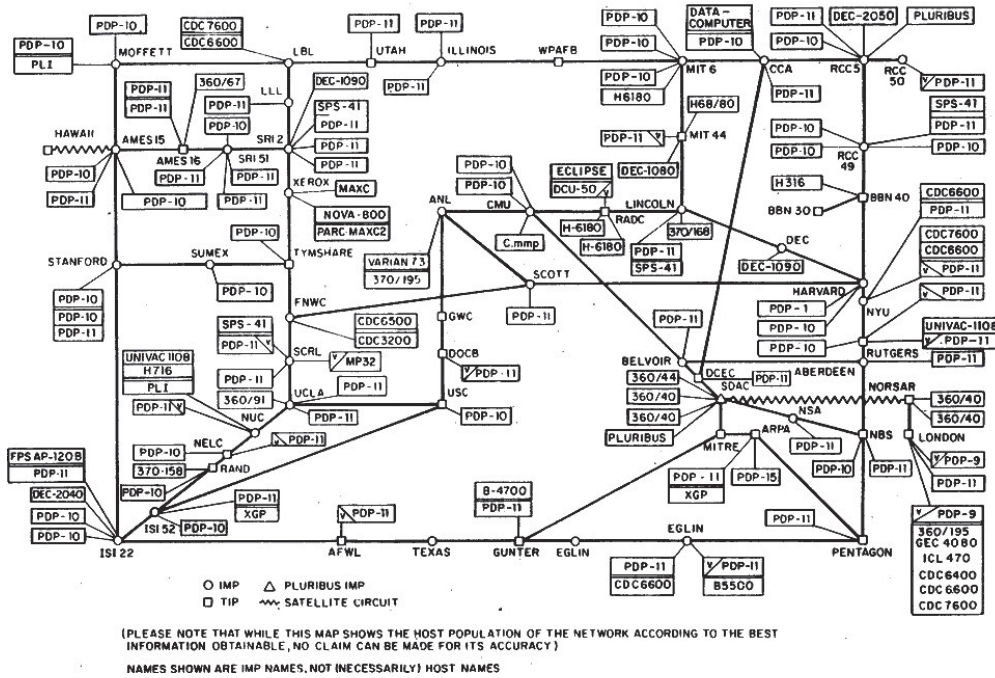 PDP-10
CDC7600
CDC6600
PDP-11
PDP-11
PDP-10
DATA-
COMPUTER
PDP-10
PDP-11
DEC-2050
PLURIBUS
PDP-10
PLI
MOFFETT
LBL
UTAH
ILLINOIS
WPAFB
PDP-10
PDP-10
MIT 6
CCA
PDP-10
RCC 5
RCC
50
PDP-11
360/67
LLL
DEC-1090
PDP-11
PDP-10
H6180
PDP-11
PDP-11
PDP-11
PDP-11
SPS-41
PDP-11
H68/80
SPS-41
PDP-11
HAWAII
AMES 15
PDP-10
SRI 2
PDP-11
PDP-11
PDP-11
MIT 44
PDP-10
PDP-10
PDP-10
RCC
49
AMES 16
SRI 51
PDP-10
PDP-11
PDP-11
PDP-11
PDP-10
XEROX
MAXC
PDP-10
PDP-10
ECLIPSE
DCU-50
DEC-1080
H316
BBN 30
BBN 40
CDC6600
PDP-11
NOVA-800
PARC-MAXC2
ANL
CMU
RADC
LINCOLN
H-6180
H-6180
370/168
C.mmp
PDP-11
SPS-41
DEC
DEC-1090
CDC7600
CDC6600
PDP-11
PDP-11
STANFORD
SUMEX
PDP-10
TYMSHARE
VARIAN 73
370/195
SCOTT
HARVARD
PDP-10
PDP-10
PDP-11
PDP-10
FNWC
GWC
PDP-11
PDP-1
PDP-10
PDP-10
NYU
SPS-41
PDP-11
CDC6500
CDC3200
UNIVAC-1108
PDP-11
SCRL
MP32
DOCB
PDP-11
PDP-11
BELVOIR
DCEC
PDP-11
ABERDEEN
RUTGERS
PDP-11
UNIVAC 1108
H716
PLI
PDP-11
360/91
UCLA
PDP-11
PDP-11
USC
PDP-10
360/44
360/40
360/40
PLURIBUS
SDAC
NORSAR
360/40
360/40
PDP-11
NUC
NELC
PDP-11
PDP-10
370-158
RAND
PDP-10
MITRE
ARPA
NSA
PDP-11
NBS
PDP-10
PDP-11
LONDON
PDP-9
PDP-11
FPS AP-120B
PDP-11
DEC-2040
PDP-10
PDP-10
ISI 22
ISI 52
PDP-11
XGP
PDP-10
B-4700
PDP-11
PDP-11
XGP
PDP-15
PDP-11
PDP-11
AFWL
TEXAS
GUNTER
EGLIN
EGLIN
PENTAGON
PDP-11
CDC6600
PDP-11
B5500
PDP-9
360/195
GEC 4080
ICL 470
CDC6400
CDC6600
CDC7600
IMP
PLURIBUS IMP
TIP
SATELLITE CIRCUIT
(PLEASE NOTE THAT WHILE THIS MAP SHOWS THE HOST POPULATION OF THE NETWORK ACCORDING TO THE BEST
INFORMATION OBTAINABLE, NO CLAIM CAN BE MADE FOR ITS ACCURACY)
NAMES SHOWN ARE IMP NAMES, NOT (NECESSARILY) HOST NAMES